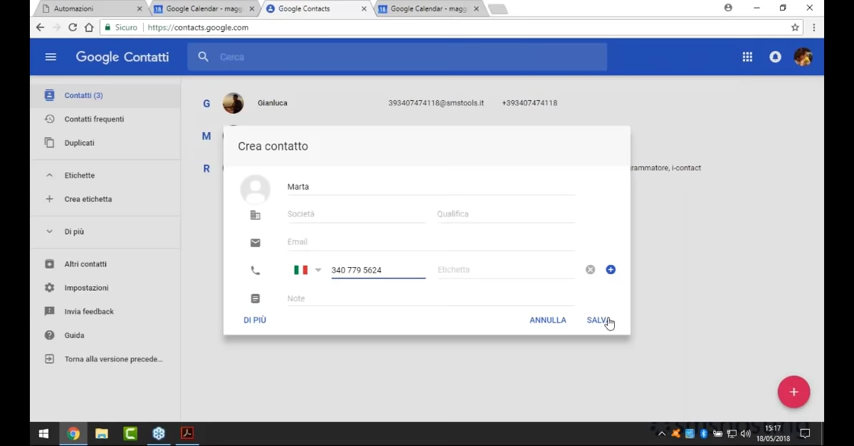 Automazioni
Google Calendar - magg
Google Contacts
Google Calendar - magg
Sicuro
https://contacts.google.com
Google Contatti
Cerca
Contatti (3)
Contatti frequenti
Duplicati
Etichette
Crea etichetta
Di più
Altri contatti
Impostazioni
Invia feedback
Guida
Torna alla versione precede...
G
Gianluca
393407474118@smstools.it
+393407474118
M
R
rammatore, i-contact
Crea contatto
Marta
Società
Qualifica
Email
340 779 5624
Etichetta
Note
DI PIÙ
ANNULLA
SALVA
15:17
18/05/2018